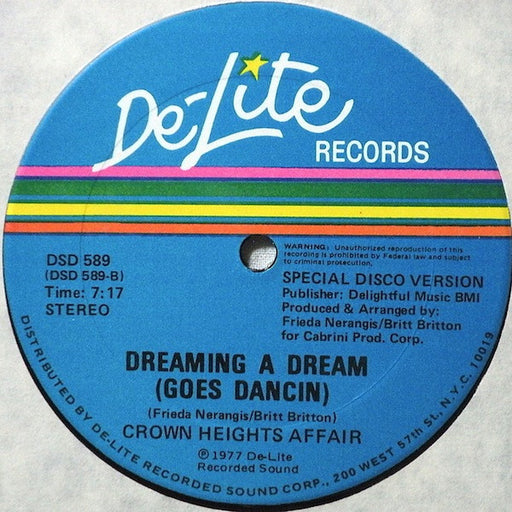 De-Lite
RECORDS
DSD 589
(DSD 589-B)
Time: 7:17
STEREO
WARNING: Unauthorized reproduction of this
recording is prohibited by Federal law and subject
to criminal prosecution.
SPECIAL DISCO VERSION
Publisher: Delightful Music BMI
Produced & Arranged by:
Frieda Nerangis/Britt Britton
for Cabrini Prod. Corp.
DREAMING A DREAM
(GOES DANCIN)
(Frieda Nerangis/Britt Britton)
CROWN HEIGHTS AFFAIR
℗ 1977 De-Lite
Recorded Sound
DISTRIBUTED BY DE-LITE RECORDED SOUND CORP., 200 WEST 57th St., N.Y.C. 10019